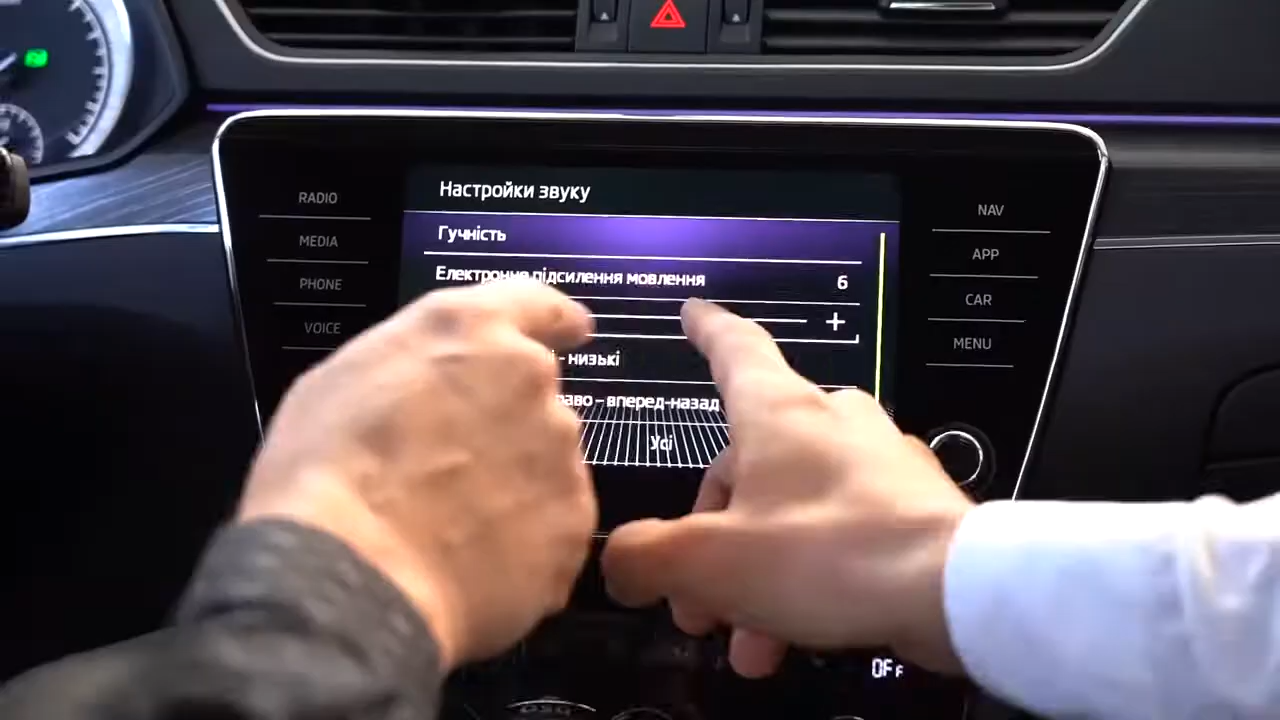 Настройки звуку
RADIO
MEDIA
PHONE
VOICE
Гучність
Електронне підсилення мовлення 6
+
- низькі
- вперед-назад
Усі
NAV
APP
CAR
MENU
OFF